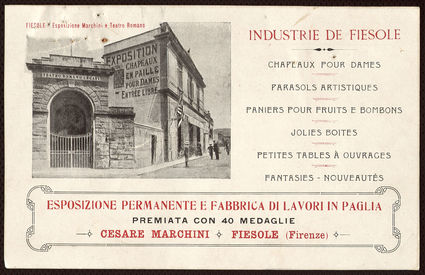 FIESOLE - Esposizione Marchini e Teatro Romano
EXPOSITION
CHAPEAUX
EN PAILLE
POUR DAMES
ENTRÉE LIBRE
INDUSTRIE DE FIESOLE
CHAPEAUX POUR DAMES
PARASOLS ARTISTIQUES
PANIERS POUR FRUITS E BOMBONS
JOLIES BOITES
PETITES TABLES À OUVRAGES
FANTASIES - NOUVEAUTÉS
ESPOSIZIONE PERMANENTE E FABBRICA DI LAVORI IN PAGLIA
PREMIATA CON 40 MEDAGLIE
CESARE MARCHINI FIESOLE (Firenze)